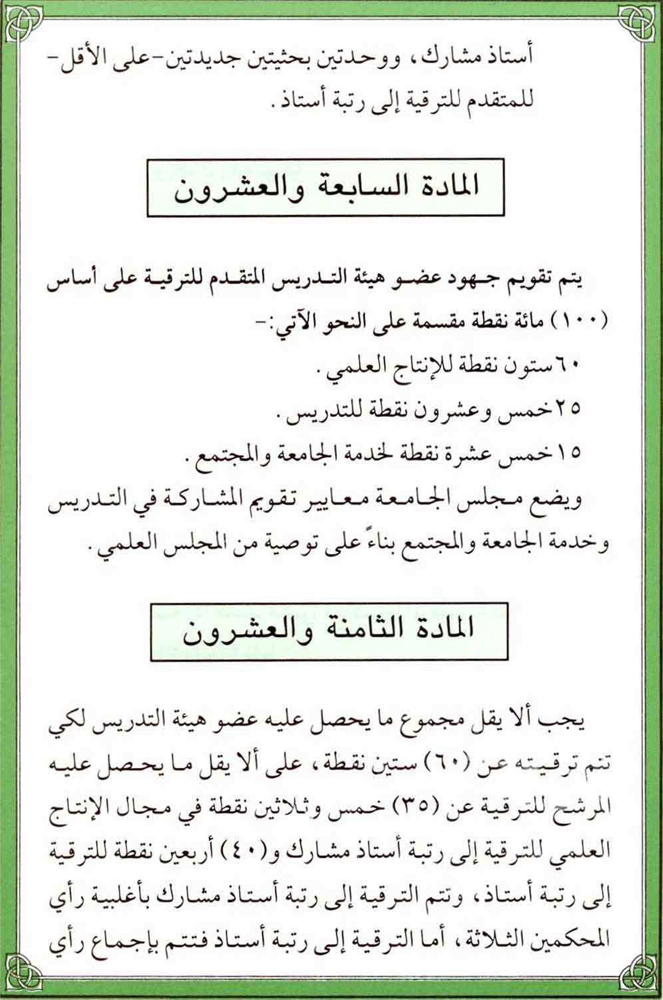 أستاذ مشارك، ووحدتين بحثيتين جديدتين-على الأقل-
للمتقدم للترقية إلى رتبة أستاذ.
المادة السابعة والعشرون
يتم تقويم جهود عضو هيئة التدريس المتقدم للترقية على أساس
(١٠٠) مائة نقطة مقسمة على النحو الآتي:-
٦٠ ستون نقطة للإنتاج العلمي.
٢٥ خمس وعشرون نقطة للتدريس.
١٥ خمس عشرة نقطة لخدمة الجامعة والمجتمع.
ويضع مجلس الجامعة معايير تقويم المشاركة في التدريس
وخدمة الجامعة والمجتمع بناءً على توصية من المجلس العلمي.
المادة الثامنة والعشرون
يجب ألا يقل مجموع ما يحصل عليه عضو هيئة التدريس لكي
تتم ترقيته عن (٦٠) ستين نقطة، على ألا يقل ما يحصل عليه
المرشح للترقية عن (٣٥) خمس وثلاثين نقطة في مجال الإنتاج
العلمي للترقية إلى رتبة أستاذ مشارك و(٤٠) أربعين نقطة للترقية
إلى رتبة أستاذ، وتتم الترقية إلى رتبة أستاذ مشارك بأغلبية رأي
المحكمين الثلاثة، أما الترقية إلى رتبة أستاذ فتتم بإجماع رأي